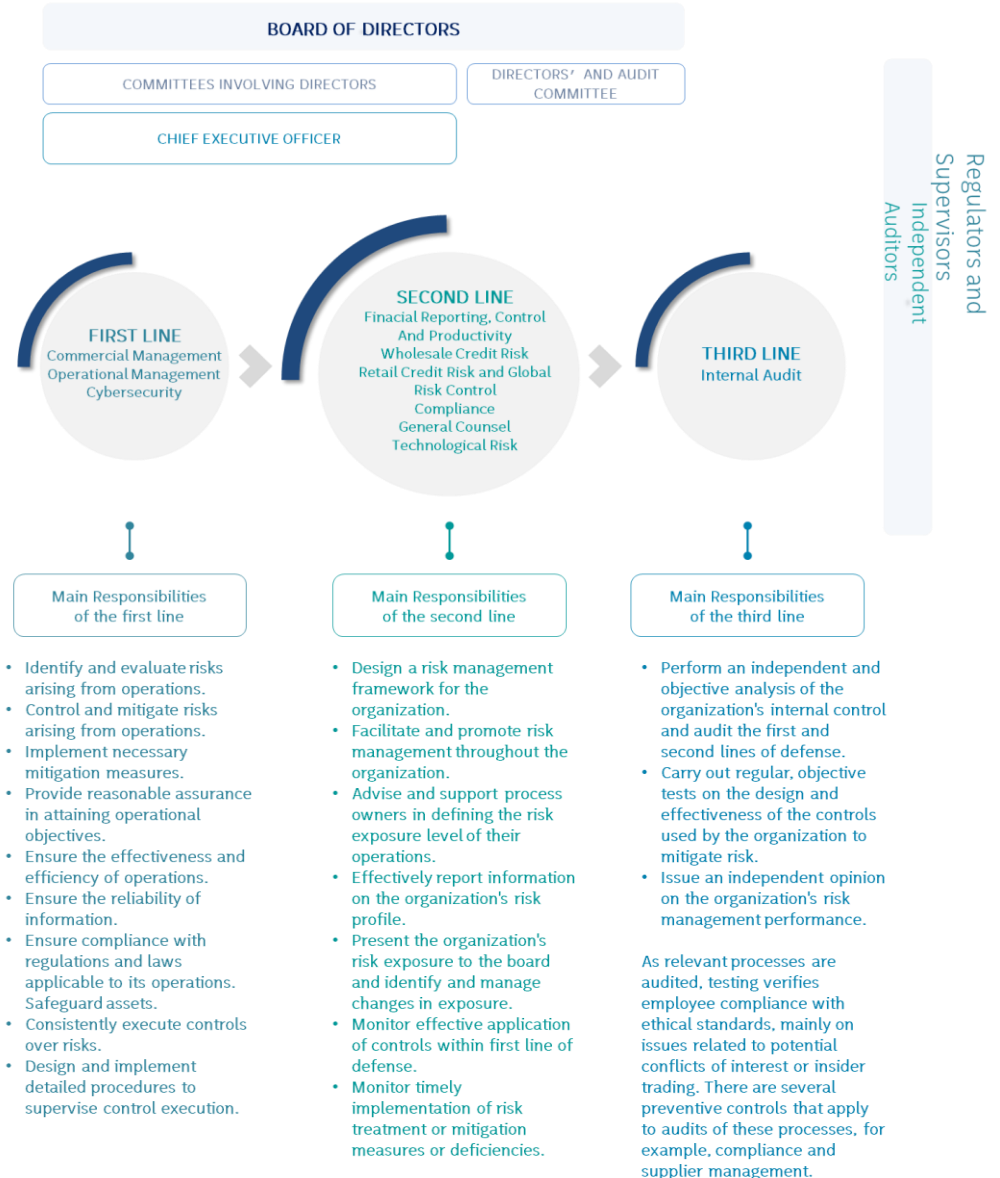 BOARD OF DIRECTORS
COMMITTEES INVOLVING DIRECTORS
DIRECTORS' AND AUDIT
COMMITTEE
CHIEF EXECUTIVE OFFICER
Regulators and
Supervisors
Independent
Auditors
FIRST LINE
Commercial Management
Operational Management
Cybersecurity
SECOND LINE
Finacial Reporting, Control
And Productivity
Wholesale Credit Risk
Retail Credit Risk and Global
Risk Control
Compliance
General Counsel
Technological Risk
THIRD LINE
Internal Audit
Main Responsibilities
of the first line
• Identify and evaluate risks
arising from operations.
• Control and mitigate risks
arising from operations.
• Implement necessary
mitigation measures.
• Provide reasonable assurance
in attaining operational
objectives.
• Ensure the effectiveness and
efficiency of operations.
• Ensure the reliability of
information.
• Ensure compliance with
regulations and laws
applicable to its operations.
Safeguard assets.
• Consistently execute controls
over risks.
• Design and implement
detailed procedures to
supervise control execution.
Main Responsibilities
of the second line
• Design a risk management
framework for the
organization.
• Facilitate and promote risk
management throughout the
organization.
• Advise and support process
owners in defining the risk
exposure level of their
operations.
• Effectively report information
on the organization's risk
profile.
• Present the organization's
risk exposure to the board
and identify and manage
changes in exposure.
• Monitor effective application
of controls within first line of
defense.
• Monitor timely
implementation of risk
treatment or mitigation
measures or deficiencies.
Main Responsibilities
of the third line
• Perform an independent and
objective analysis of the
organization's internal control
and audit the first and
second lines of defense.
• Carry out regular, objective
tests on the design and
effectiveness of the controls
used by the organization to
mitigate risk.
• Issue an independent opinion
on the organization's risk
management performance.
As relevant processes are
audited, testing verifies
employee compliance with
ethical standards, mainly on
issues related to potential
conflicts of interest or insider
trading. There are several
preventive controls that apply
to audits of these processes, for
example, compliance and
supplier management.